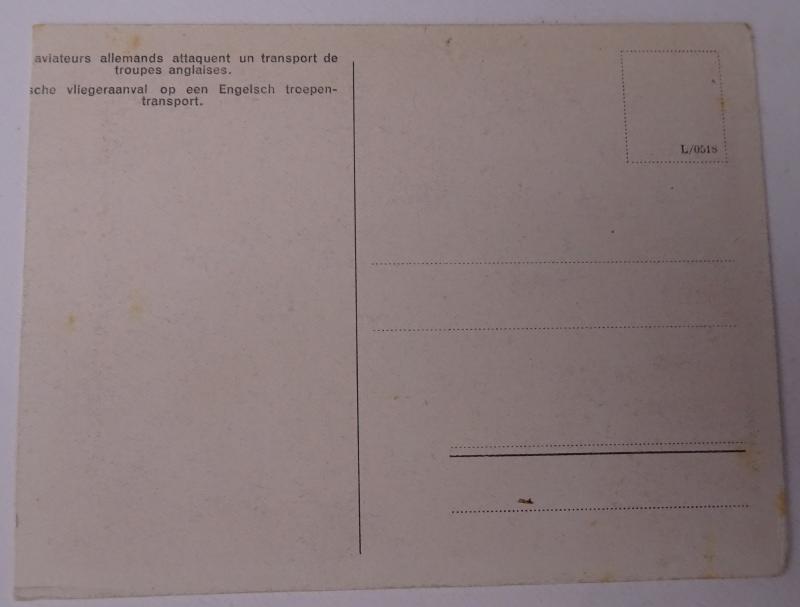 aviateurs allemands attaquent un transport de
troupes anglaises.
sche vliegeraanval op een Engelsch troepen-
transport.
L/0518